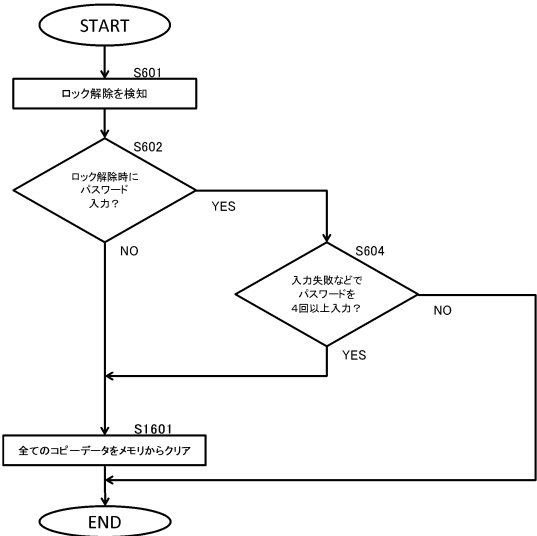 START
S601
ロック解除を検知
S602
ロック解除時に
パスワード
入力？
YES
NO
S604
入力失敗などで
パスワードを
4回以上入力？
NO
YES
S1601
全てのコピーデータをメモリからクリア
END